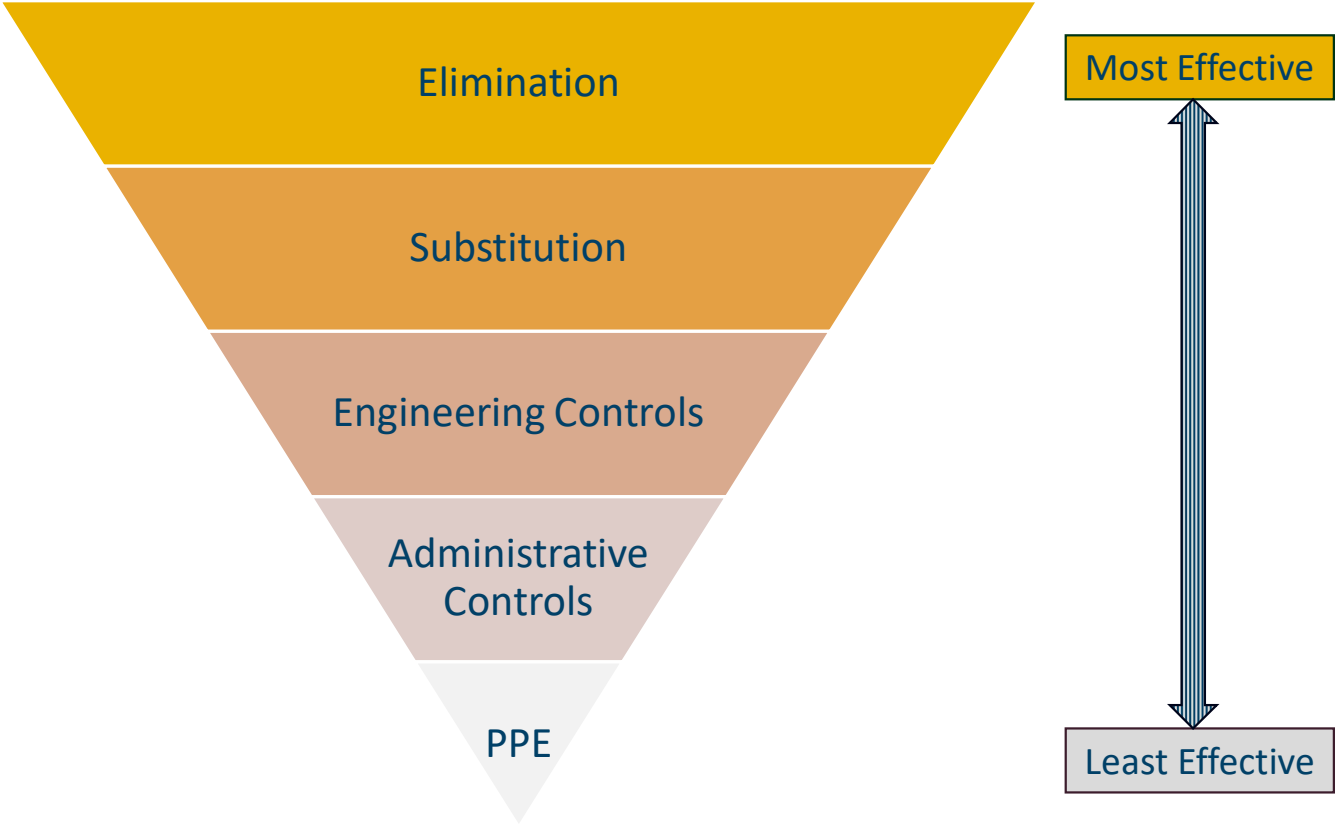 Elimination
Most Effective
Substitution
Engineering Controls
Administrative
Controls
PPE
Least Effective